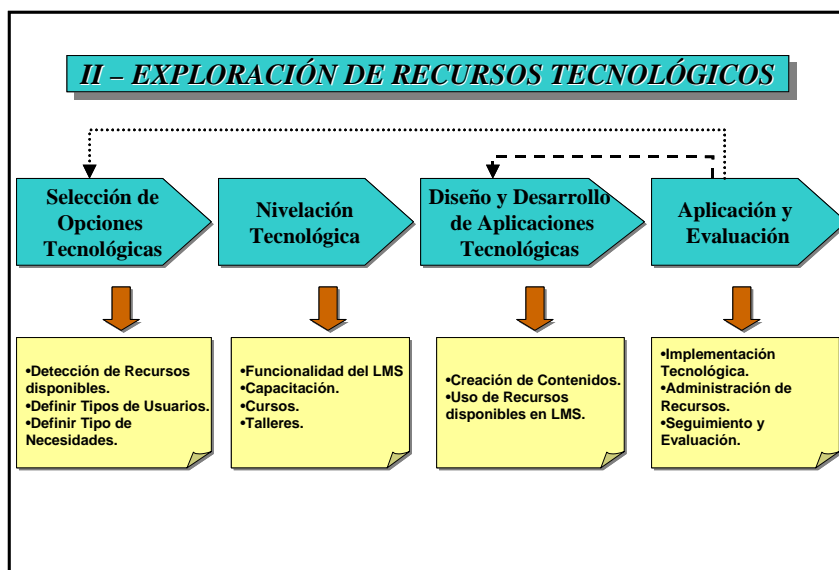 II – EXPLORACIÓN DE RECURSOS TECNOLÓGICOS
Selección de
Opciones
Tecnológicas
Nivelación
Tecnológica
Diseño y Desarrollo
de Aplicaciones
Tecnológicas
Aplicación y
Evaluación
•Detección de Recursos
disponibles.
•Definir Tipos de Usuarios.
•Definir Tipo de
Necesidades.
•Funcionalidad del LMS
•Capacitación.
•Cursos.
•Talleres.
•Creación de Contenidos.
•Uso de Recursos
disponibles en LMS.
•Implementación
Tecnológica.
•Administración de
Recursos.
•Seguimiento y
Evaluación.